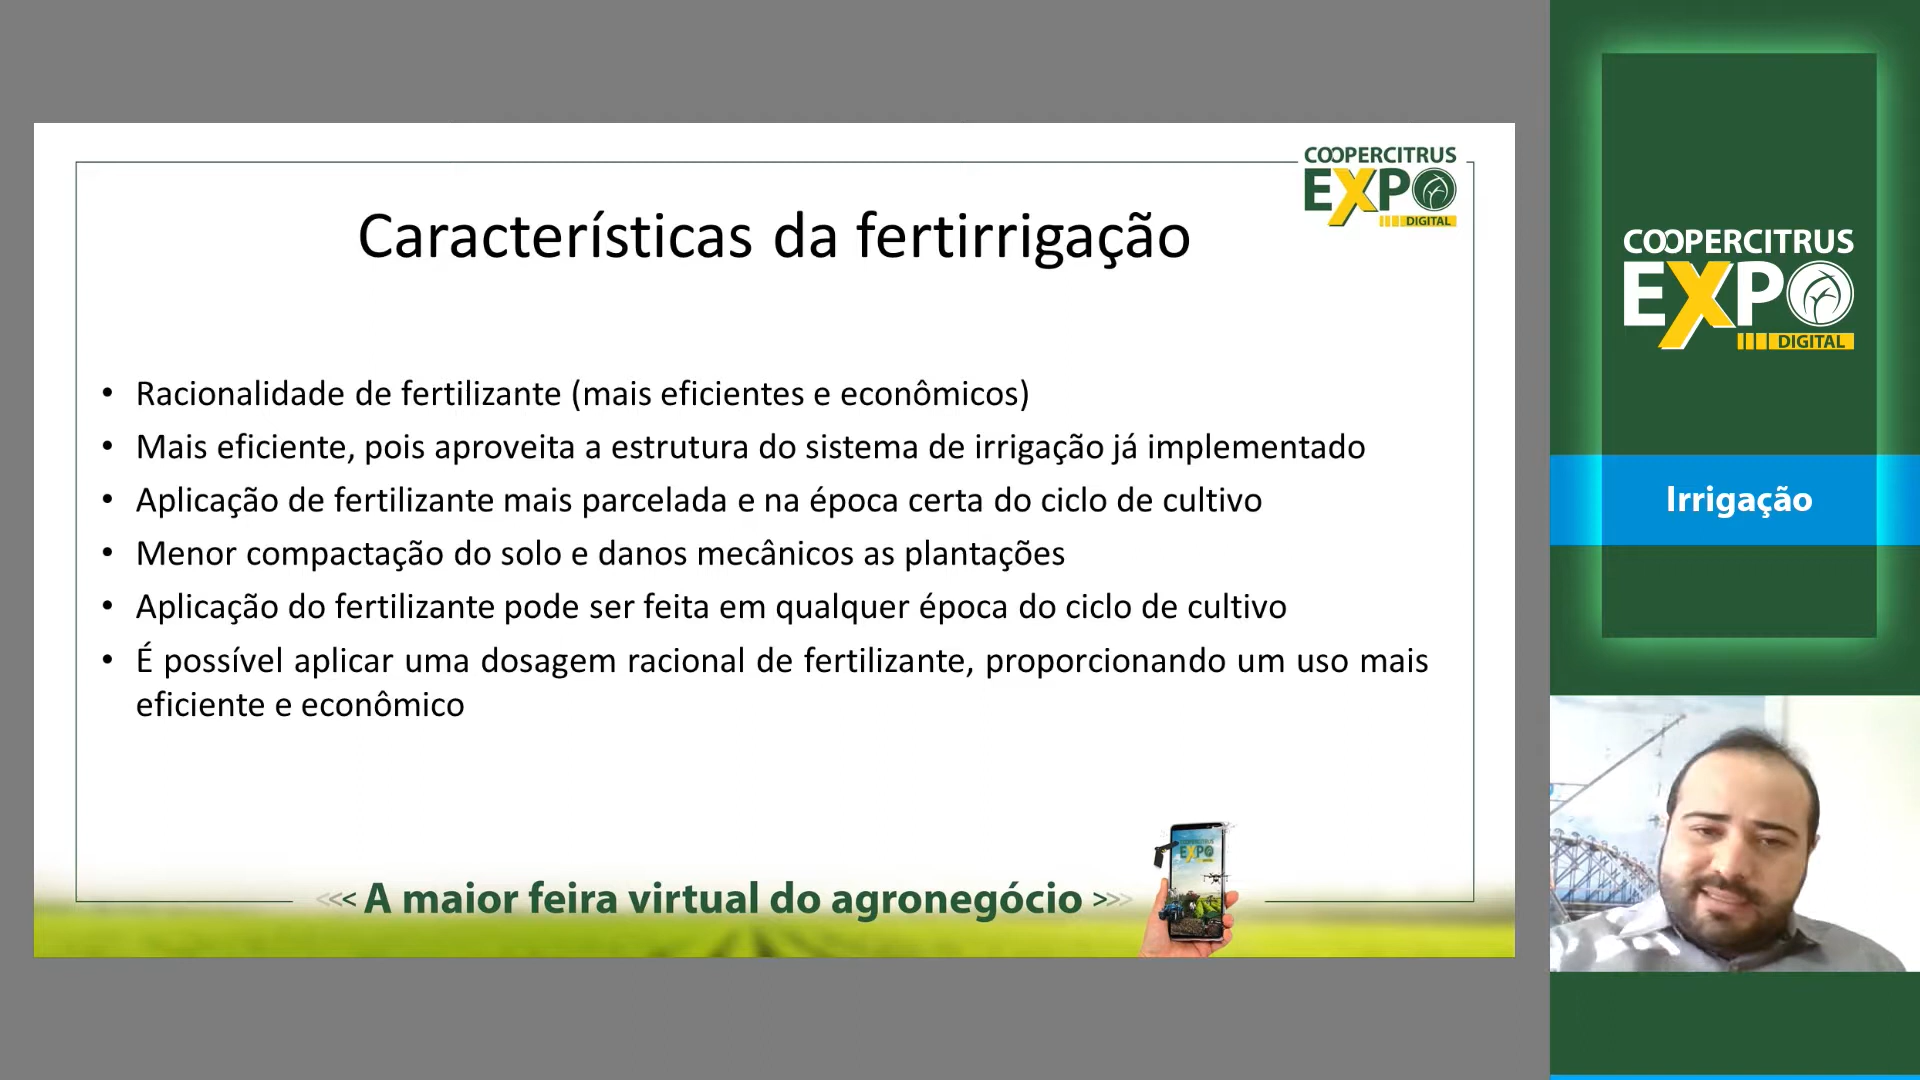 COOPERCITRUS
EXPO
DIGITAL
Características da fertirrigação
• Racionalidade de fertilizante (mais eficientes e econômicos)
• Mais eficiente, pois aproveita a estrutura do sistema de irrigação já implementado
• Aplicação de fertilizante mais parcelada e na época certa do ciclo de cultivo
• Menor compactação do solo e danos mecânicos as plantações
• Aplicação do fertilizante pode ser feita em qualquer época do ciclo de cultivo
• É possível aplicar uma dosagem racional de fertilizante, proporcionando um uso mais
eficiente e econômico
<<< A maior feira virtual do agronegócio >>>
EXPO
COOPERCITRUS
EXPO
DIGITAL
Irrigação